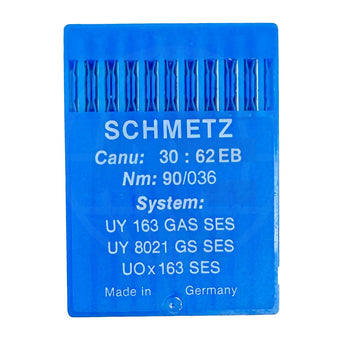 SCHMETZ
Canu: 30 : 62 EB
Nm: 90/036
System:
UY 163 GAS SES
UY 8021 GS SES
UO x 163 SES
Made in Germany